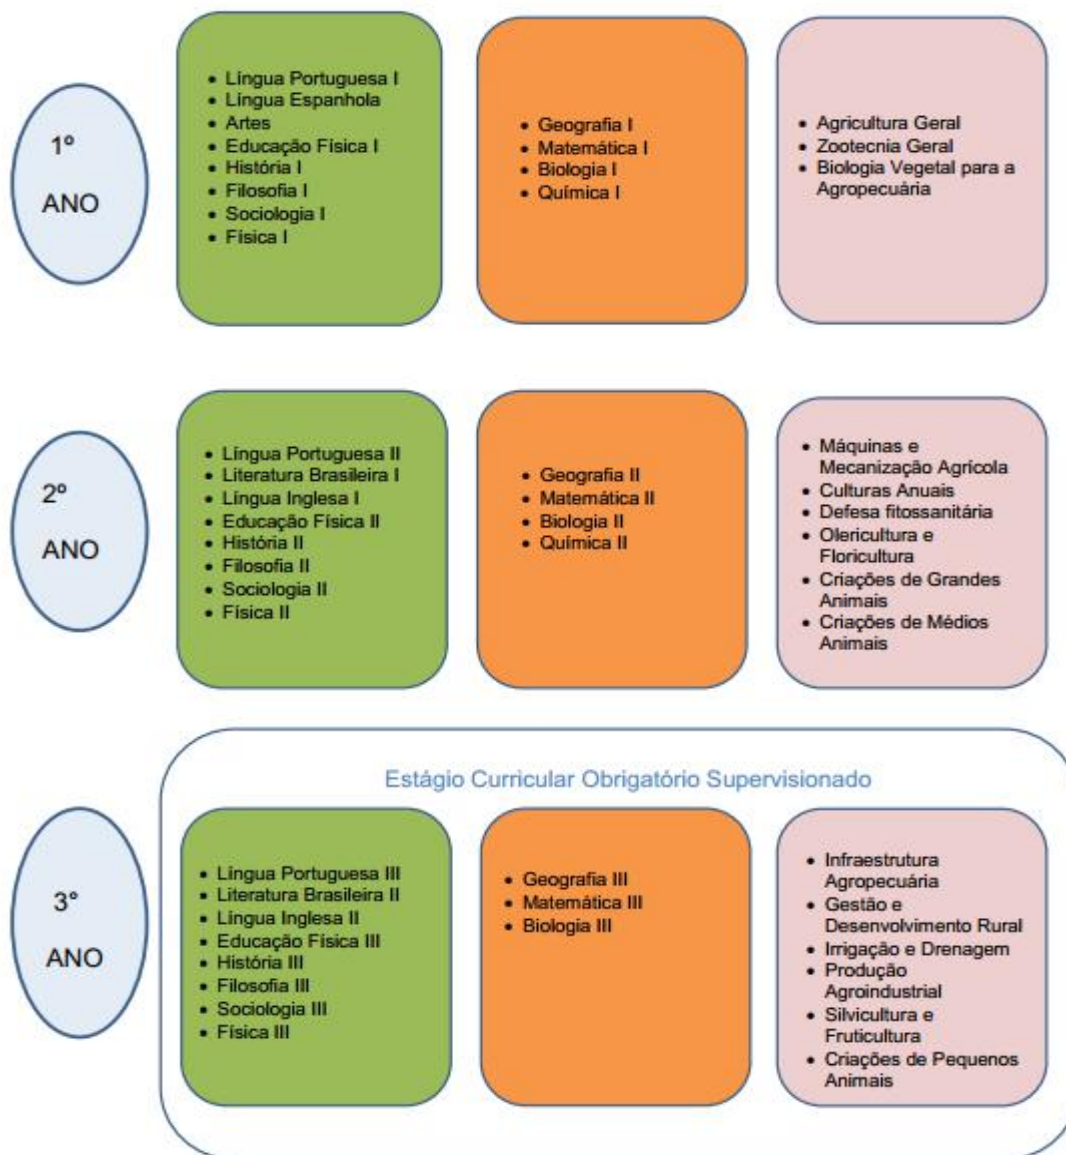 1º
ANO
• Língua Portuguesa I
• Língua Espanhola
• Artes
• Educação Física I
• História I
• Filosofia I
• Sociologia I
• Física I
• Geografia I
• Matemática I
• Biologia I
• Química I
• Agricultura Geral
• Zootecnia Geral
• Biologia Vegetal para a
Agropecuária
2º
ANO
• Língua Portuguesa II
• Literatura Brasileira I
• Língua Inglesa I
• Educação Física II
• História II
• Filosofia II
• Sociologia II
• Física II
• Geografia II
• Matemática II
• Biologia II
• Química II
• Máquinas e
Mecanização Agrícola
• Culturas Anuais
• Defesa fitossanitária
• Olericultura e
Floricultura
• Criações de Grandes
Animais
• Criações de Médios
Animais
Estágio Curricular Obrigatório Supervisionado
3º
ANO
• Língua Portuguesa III
• Literatura Brasileira II
• Língua Inglesa II
• Educação Física III
• História III
• Filosofia III
• Sociologia III
• Física III
• Geografia III
• Matemática III
• Biologia III
• Infraestrutura
Agropecuária
• Gestão e
Desenvolvimento Rural
• Irrigação e Drenagem
• Produção
Agroindustrial
• Silvicultura e
Fruticultura
• Criações de Pequenos
Animais